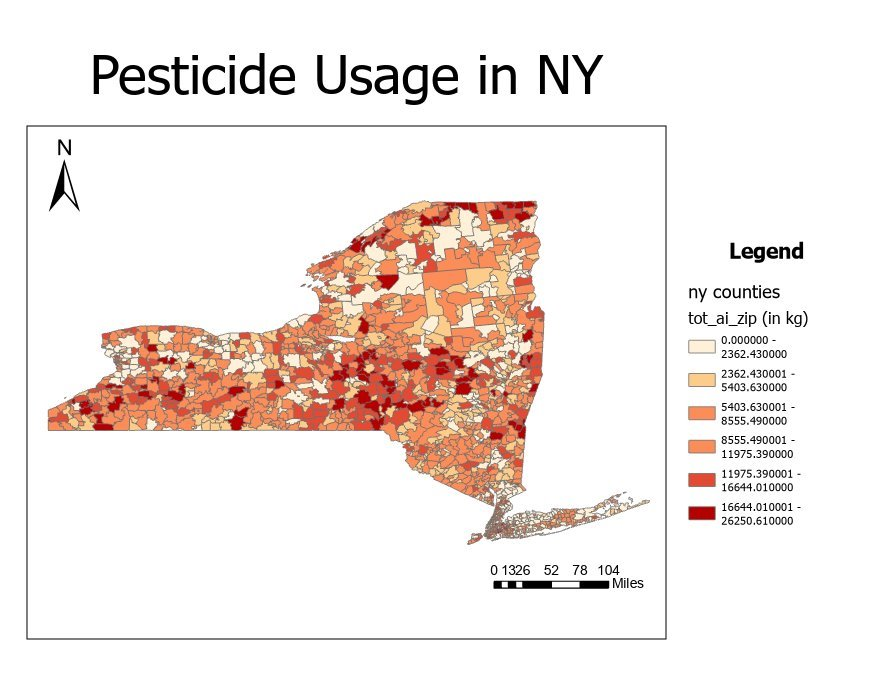 Pesticide Usage in NY
N
Legend
ny counties
tot_ai_zip (in kg)
0.000000 -
2362.430000
2362.430001 -
5403.630000
5403.630001 -
8555.490000
8555.490001 -
11975.390000
11975.390001 -
16644.010000
16644.010001 -
26250.610000
0 1326 52 78 104
Miles